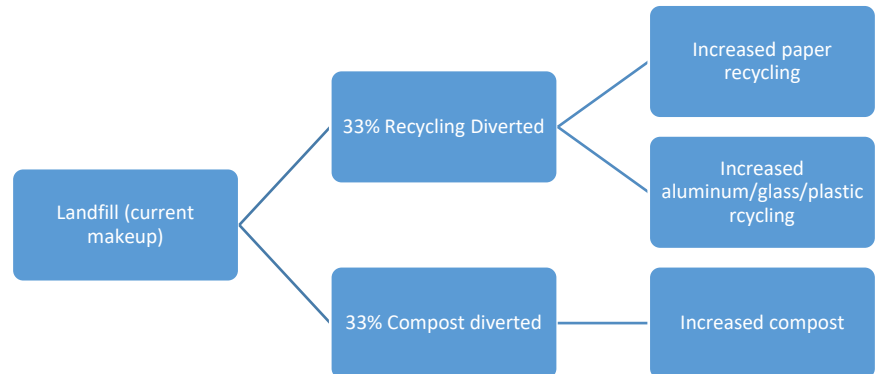 Landfill (current
makeup)
33% Recycling Diverted
33% Compost diverted
Increased paper
recycling
Increased
aluminum/glass/plastic
rcycling
Increased compost